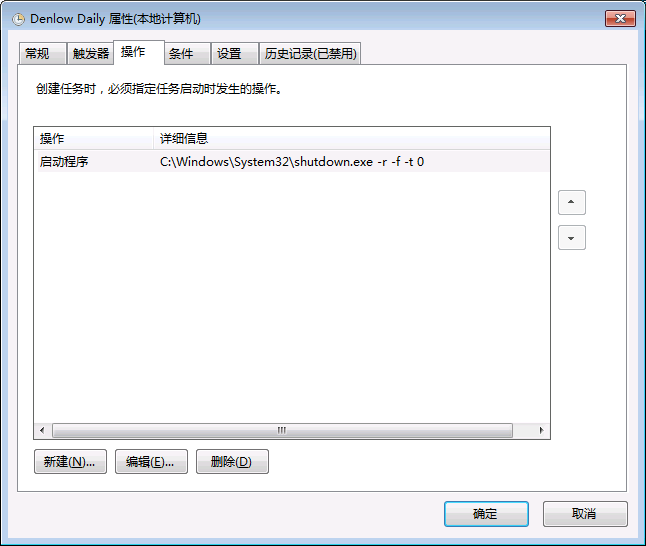 Denlow Daily 属性(本地计算机)
常规 触发器 操作 条件 设置 历史记录(已禁用)
创建任务时，必须指定任务启动时发生的操作。
操作 详细信息
启动程序 C:\Windows\System32\shutdown.exe -r -f -t 0
新建(N)... 编辑(E)... 删除(D)
确定 取消